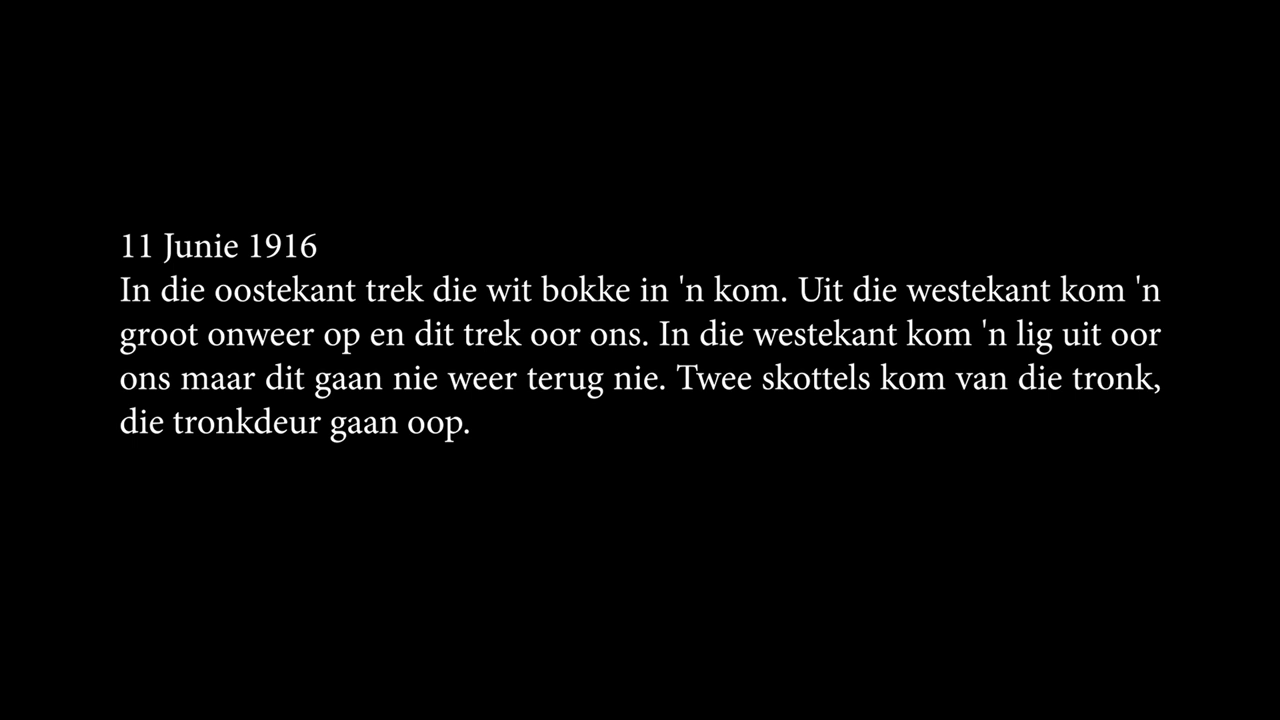 11 Junie 1916
In die oostekant trek die wit bokke in 'n kom. Uit die westekant kom 'n
groot onweer op en dit trek oor ons. In die westekant kom 'n lig uit oor
ons maar dit gaan nie weer terug nie. Twee skottels kom van die tronk,
die tronkdeur gaan oop.